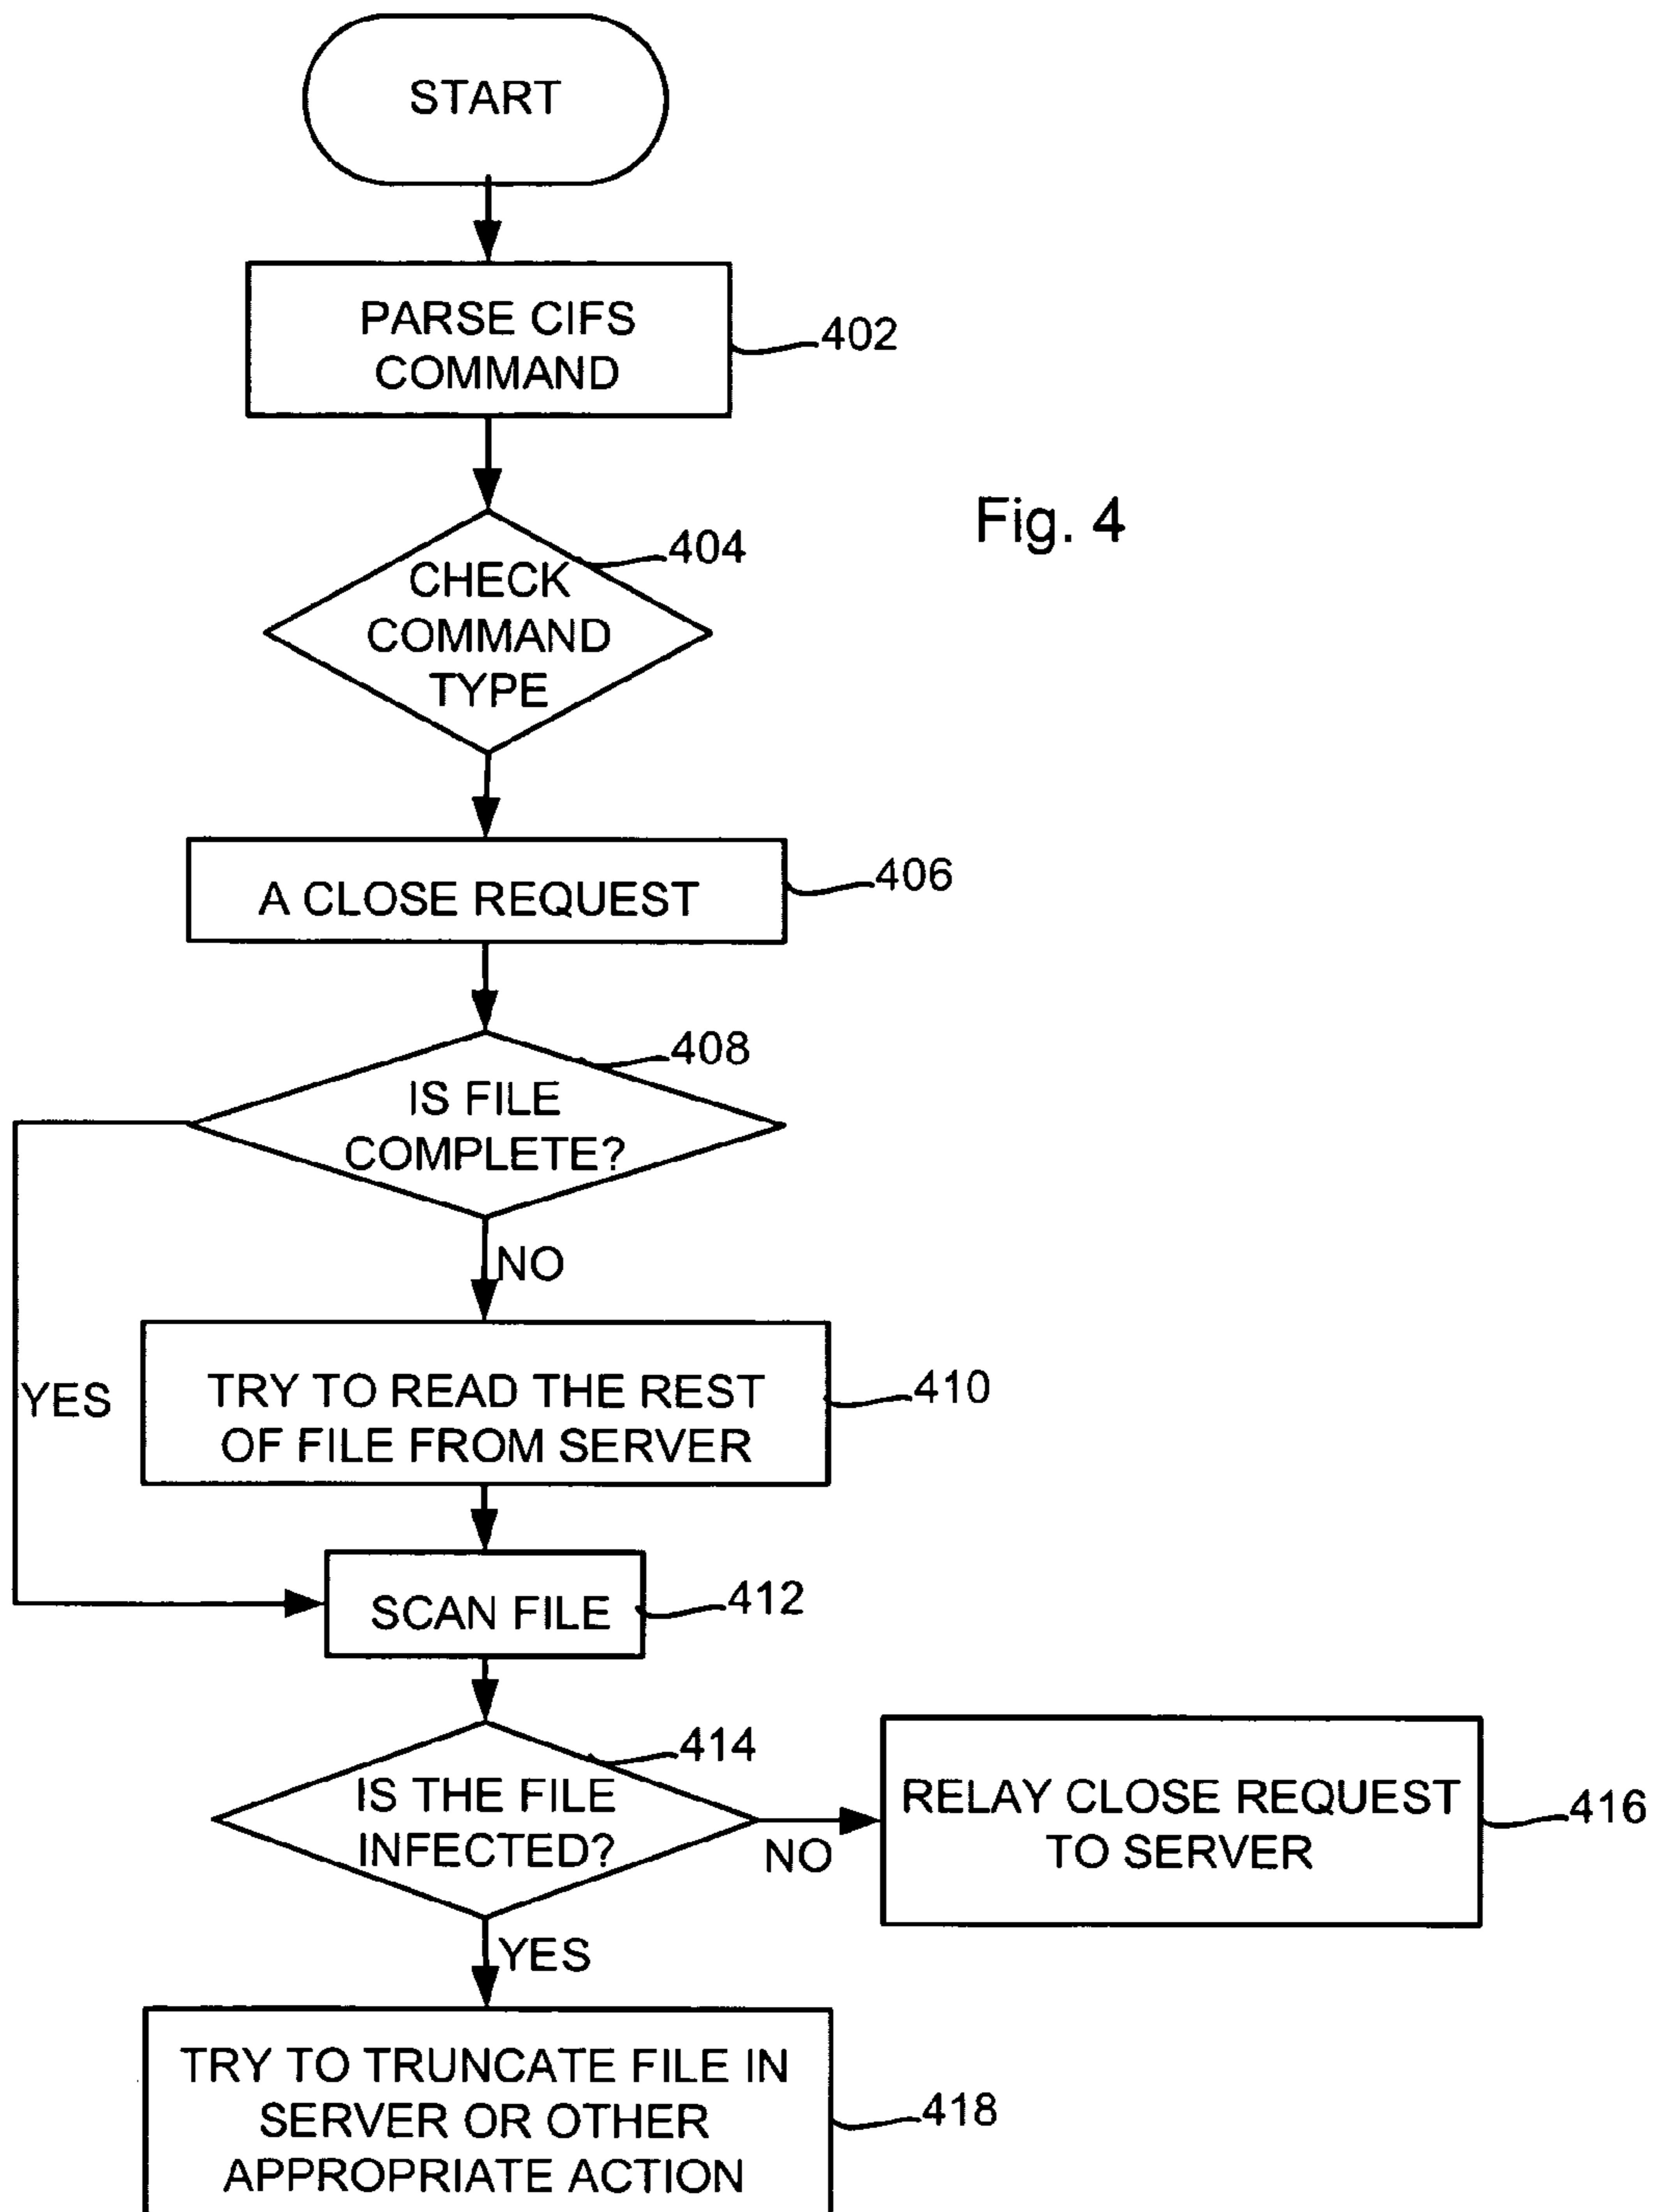 START
PARSE CIFS
COMMAND
402
Fig. 4
404
CHECK
COMMAND
TYPE
A CLOSE REQUEST
406
408
IS FILE
COMPLETE?
NO
YES
TRY TO READ THE REST
OF FILE FROM SERVER
410
SCAN FILE
412
414
IS THE FILE
INFECTED?
NO
RELAY CLOSE REQUEST
TO SERVER
416
YES
TRY TO TRUNCATE FILE IN
SERVER OR OTHER
APPROPRIATE ACTION
418